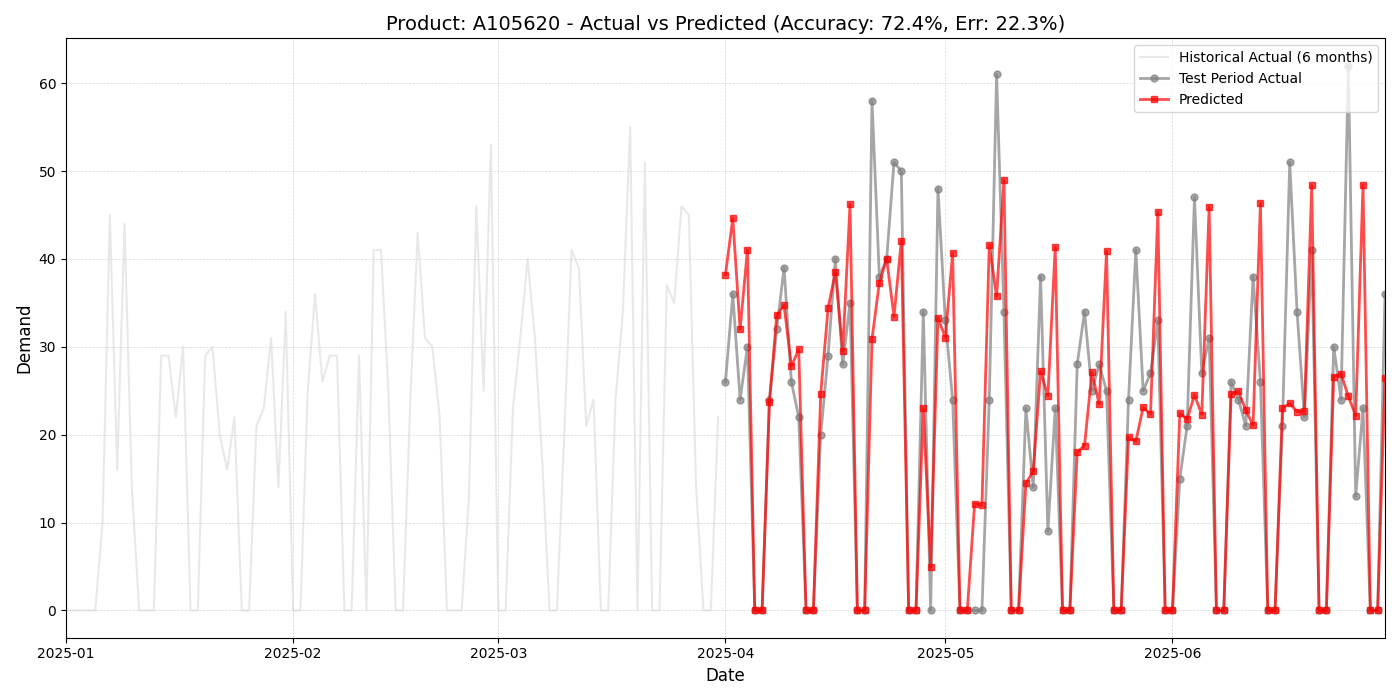 Product: A105620 - Actual vs Predicted (Accuracy: 72.4%, Err: 22.3%)
Historical Actual (6 months)
Test Period Actual
Predicted
Demand
60
50
40
30
20
10
0
2025-01
2025-02
2025-03
2025-04
2025-05
2025-06
Date